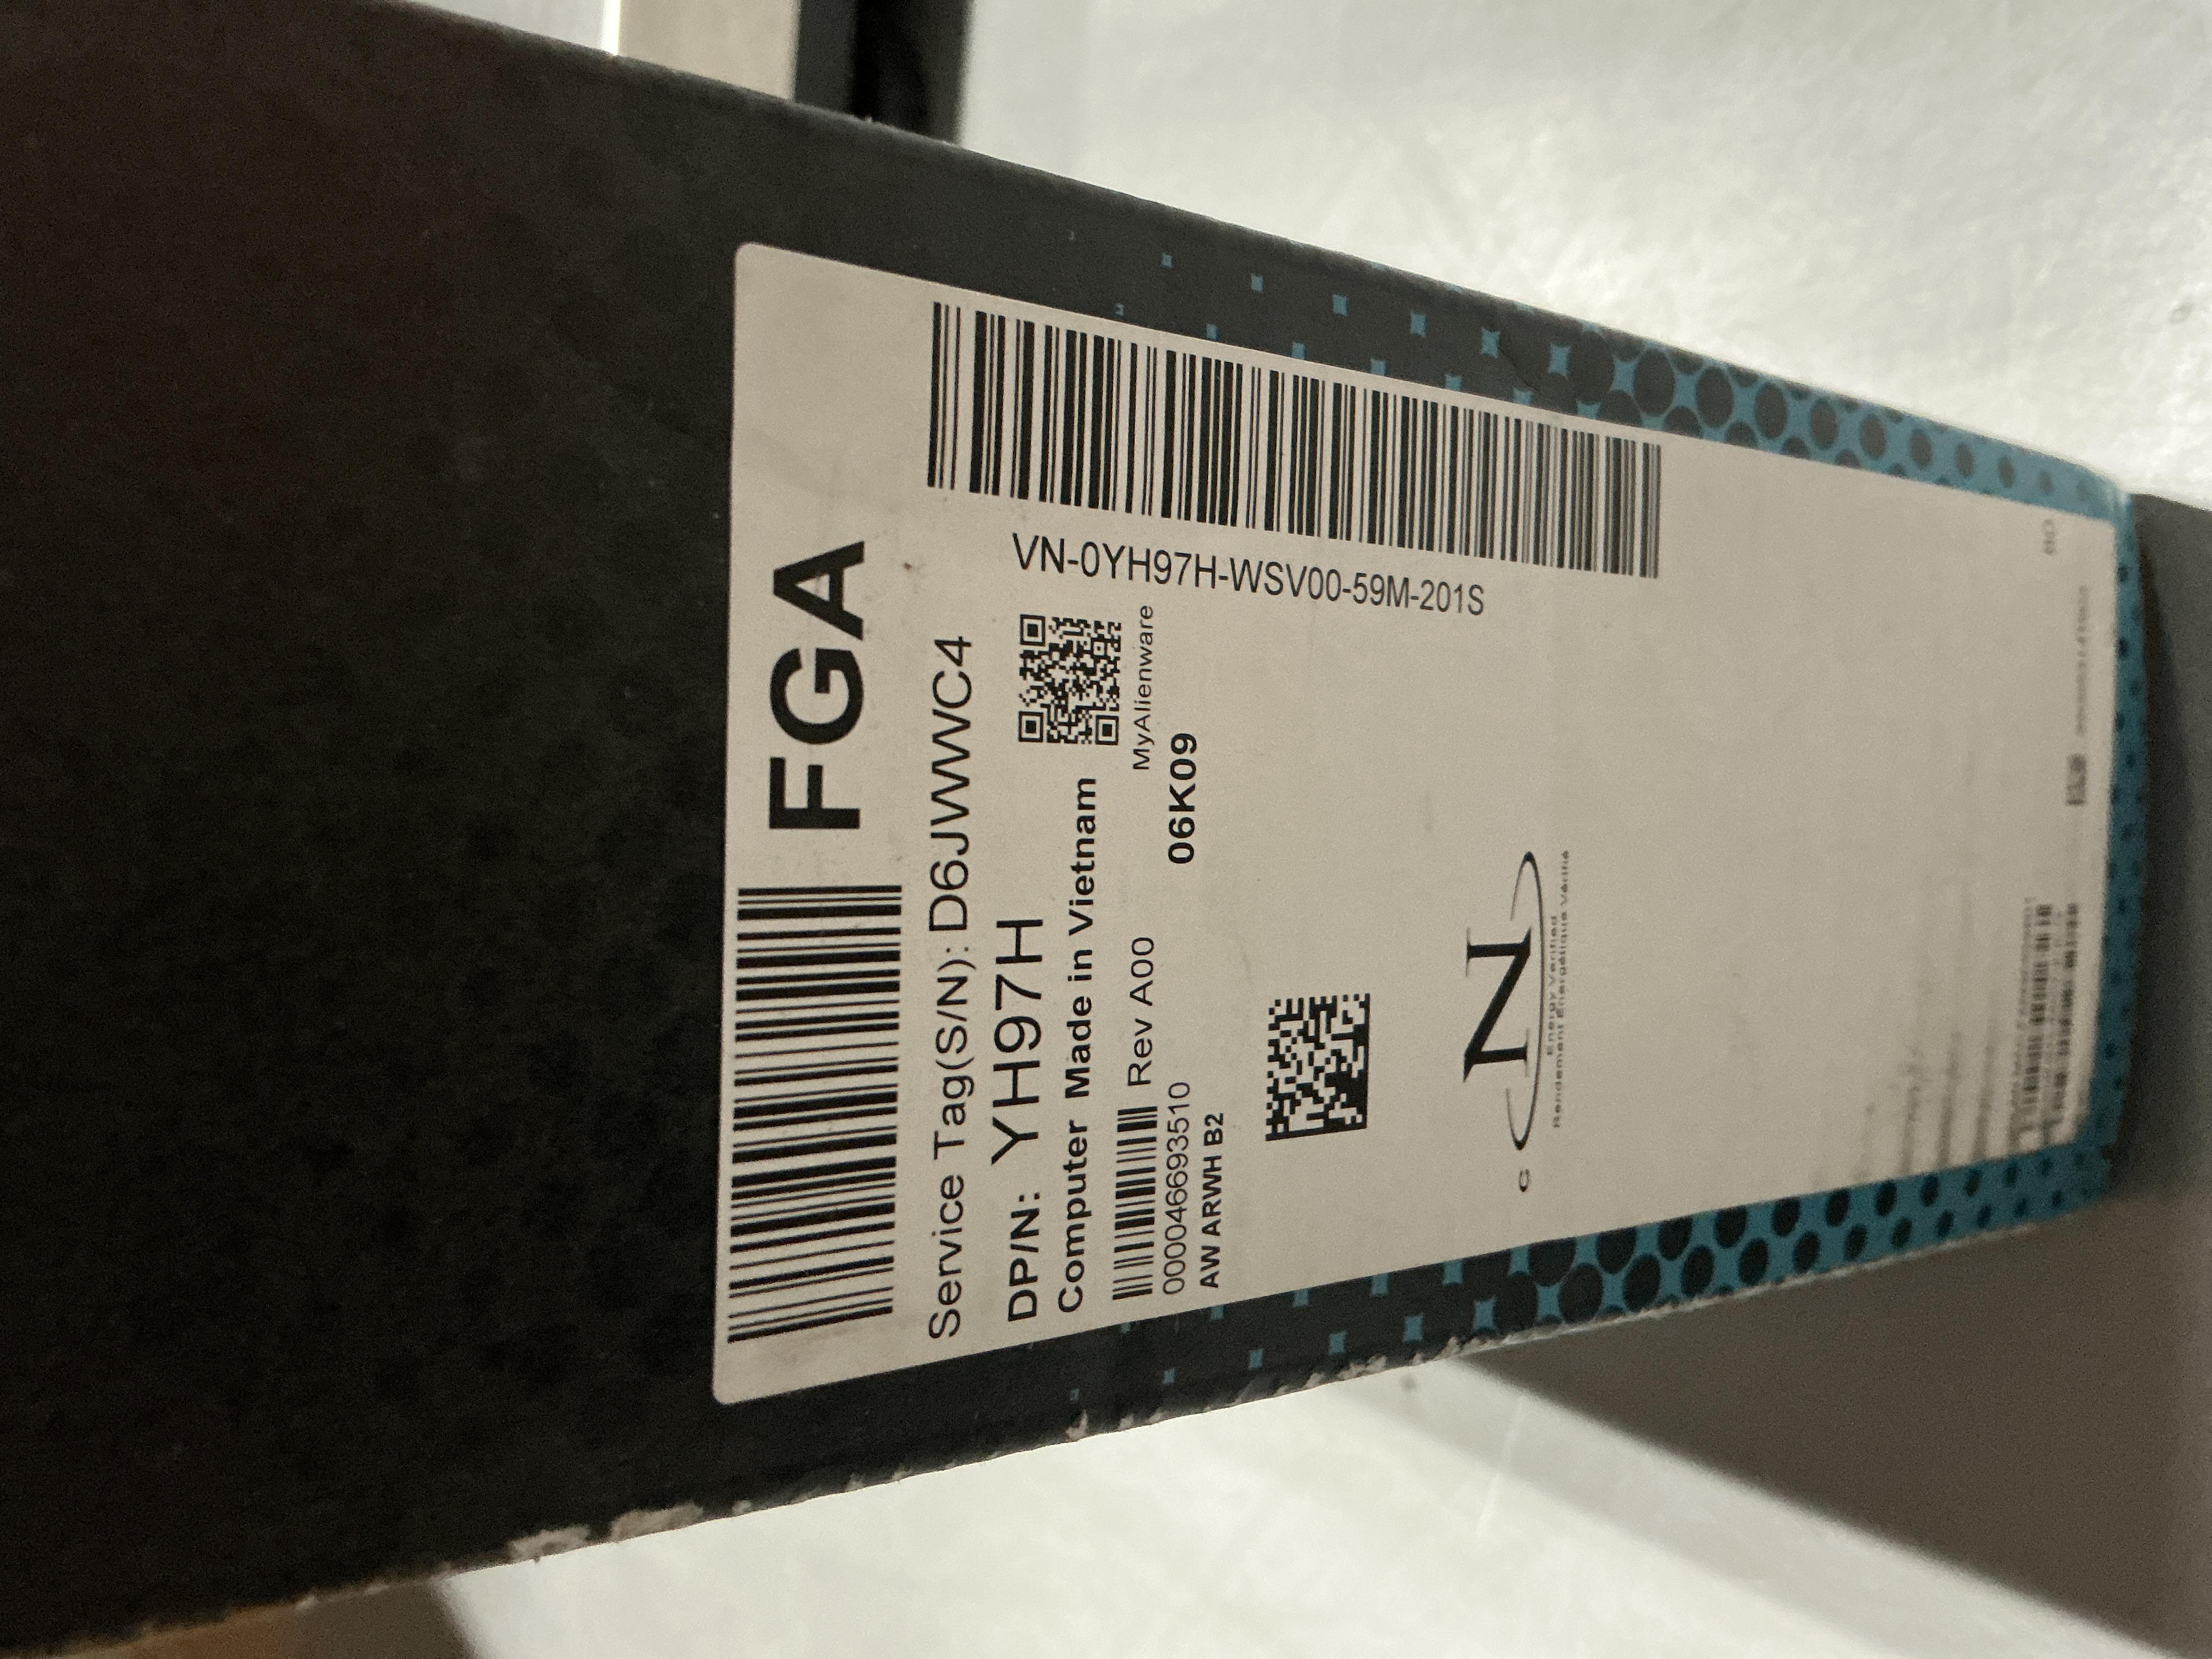 FGA
Service Tag(S/N): D6JWWC4
DP/N: YH97H
Computer Made in Vietnam
Rev A00
MyAlienware
0000466693510
06K09
AW ARWH B2
VN-0YH97H-WSV00-59M-201S
c
N
Energy Verified
Rendement Énergétique Vérifié